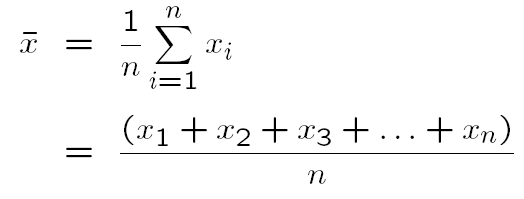 x̄ = 1/n ∑_{i=1}^{n} x_i
= (x_1 + x_2 + x_3 + … + x_n) / n